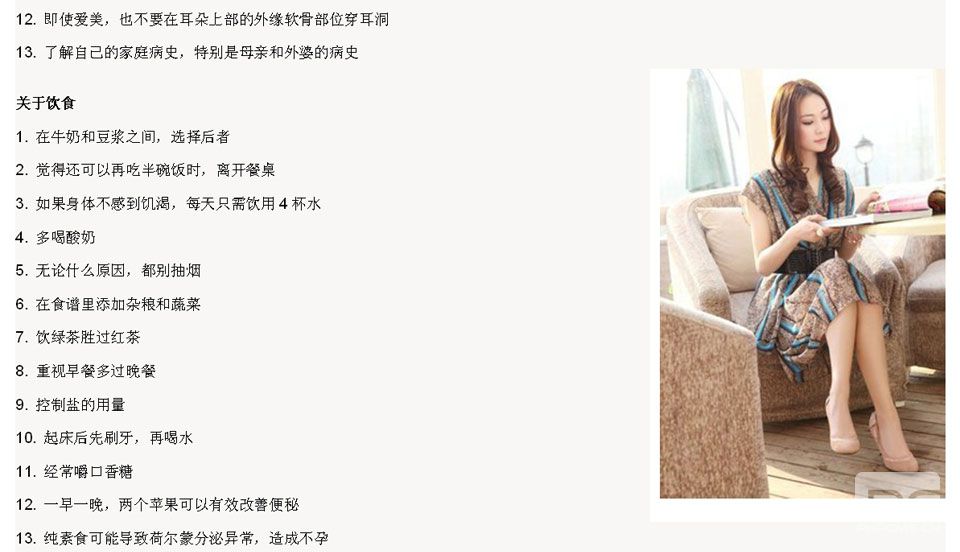 12. 即使爱美，也不要在耳朵上部的外缘软骨部位穿耳洞
13. 了解自己的家庭病史，特别是母亲和外婆的病史
关于饮食
1. 在牛奶和豆浆之间，选择后者
2. 觉得还可以再吃半碗饭时，离开餐桌
3. 如果身体不感到饥渴，每天只需饮用 4 杯水
4. 多喝酸奶
5. 无论什么原因，都别抽烟
6. 在食谱里添加杂粮和蔬菜
7. 饮绿茶胜过红茶
8. 重视早餐多过晚餐
9. 控制盐的用量
10. 起床后先刷牙，再喝水
11. 经常嚼口香糖
12. 一早一晚，两个苹果可以有效改善便秘
13. 纯素食可能导致荷尔蒙分泌异常，造成不孕